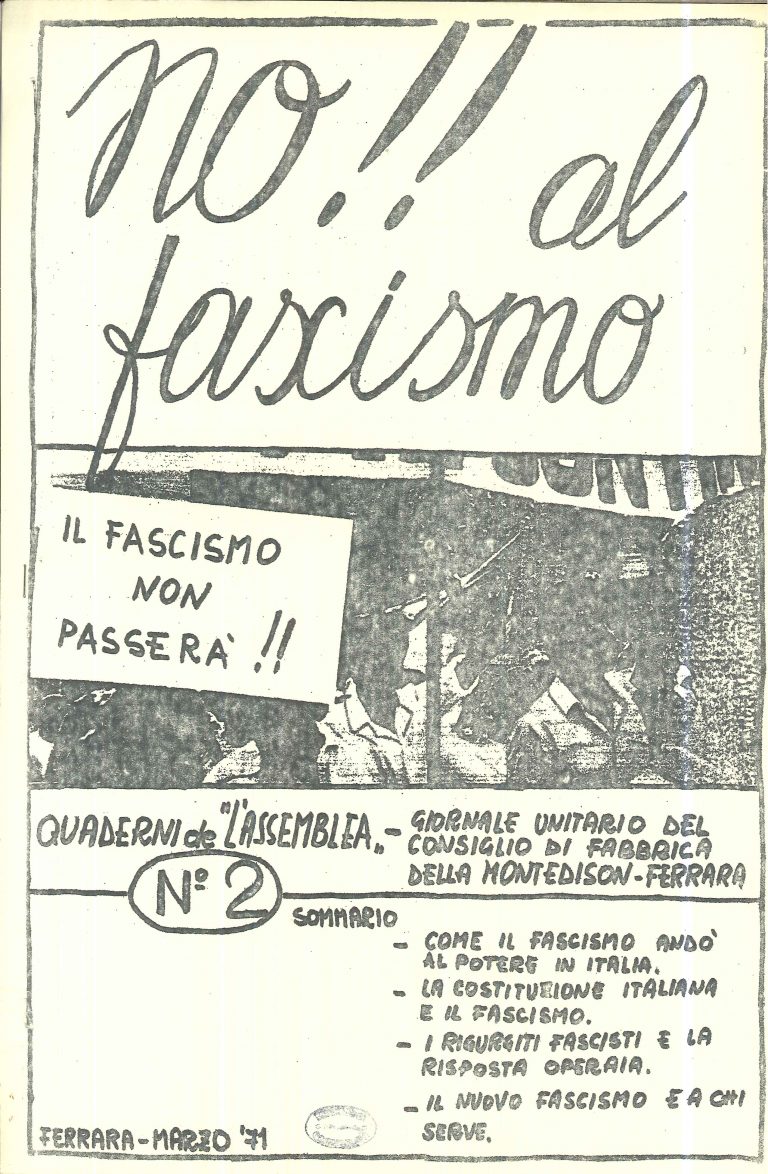 NO!! al
fascismo
IL FASCISMO
NON
PASSERÀ!!
QUADERNI de "L'ASSEMBLEA„ -
GIORNALE UNITARIO DEL
CONSIGLIO DI FABBRICA
DELLA MONTEDISON-FERRARA
Nº 2
SOMMARIO
- COME IL FASCISMO ANDÒ
AL POTERE IN ITALIA.
- LA COSTITUZIONE ITALIANA
E IL FASCISMO.
- I RIGURGITI FASCISTI E LA
RISPOSTA OPERAIA.
- IL NUOVO FASCISMO E A CHI
SERVE.
FERRARA - MARZO '71